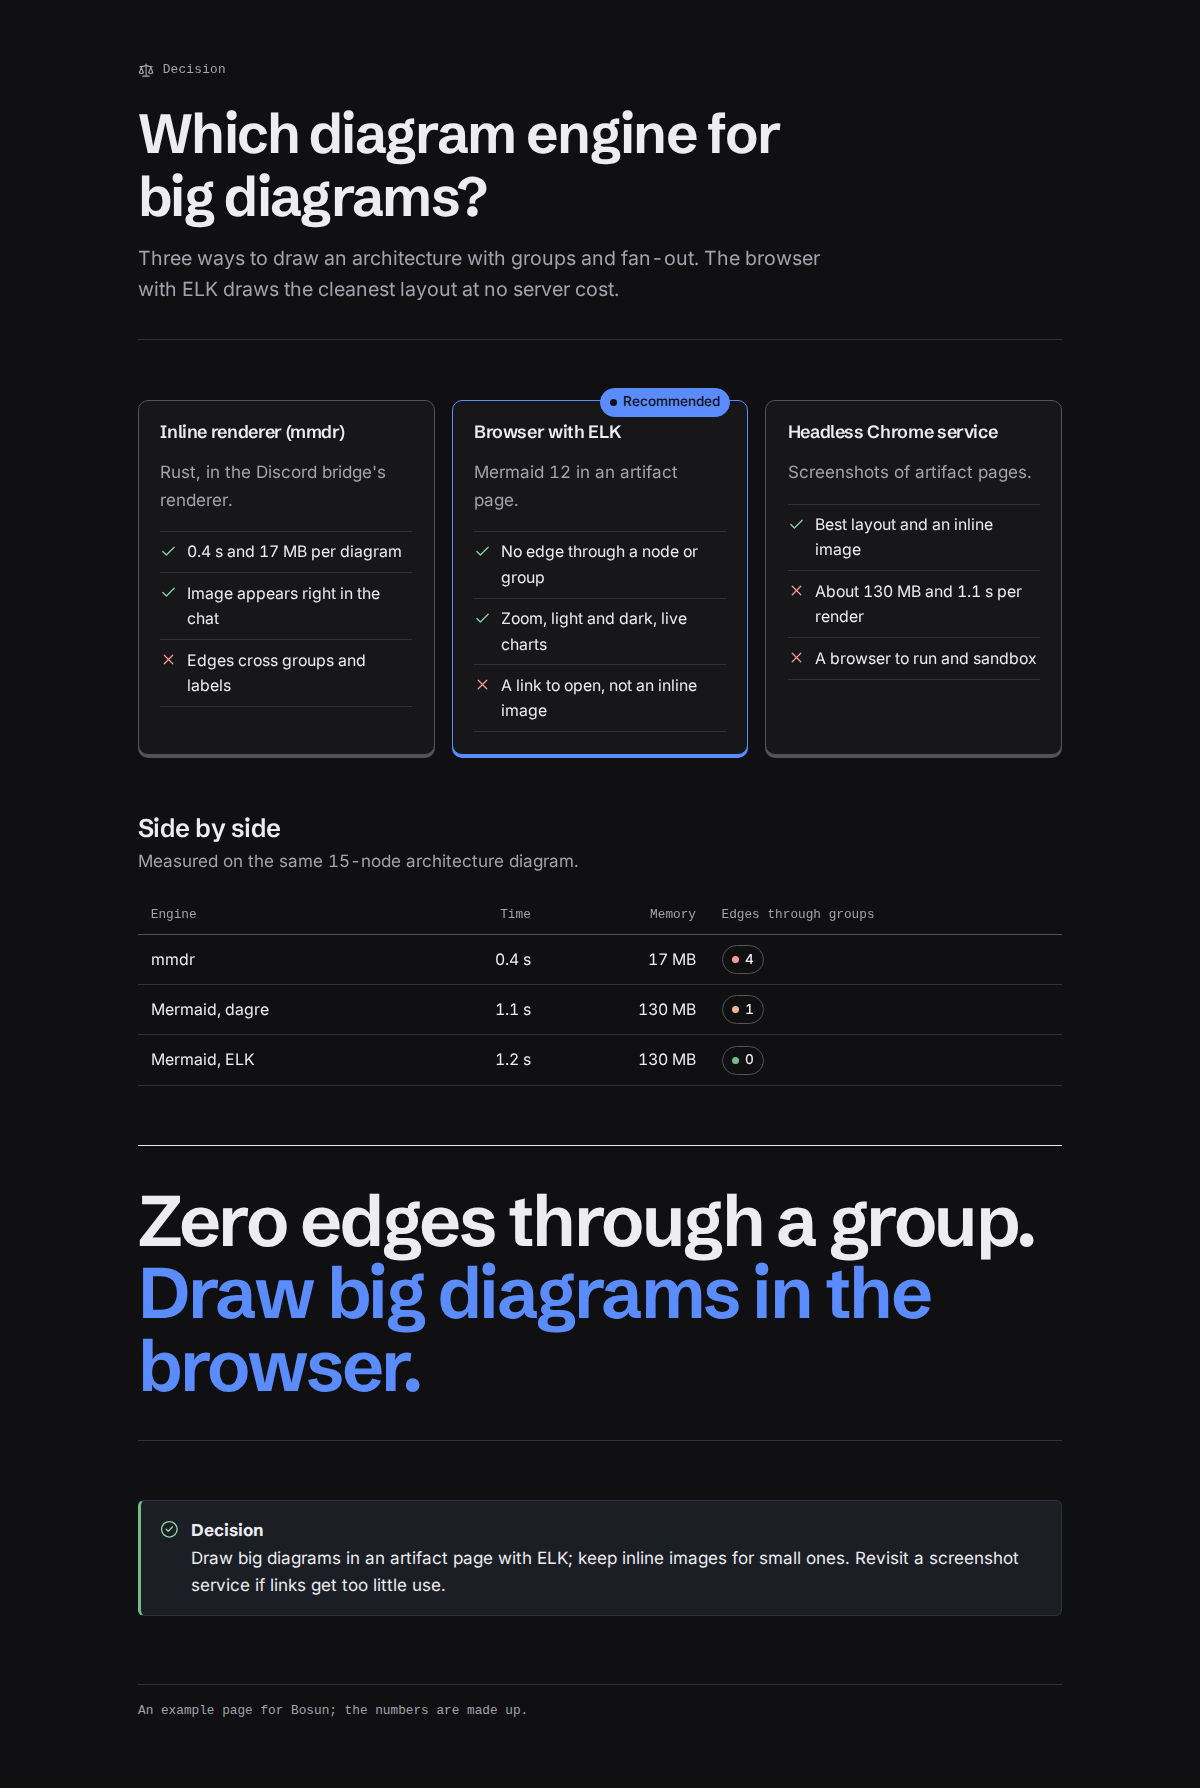 Decision
Which diagram engine for
big diagrams?
Three ways to draw an architecture with groups and fan-out. The browser
with ELK draws the cleanest layout at no server cost.
Inline renderer (mmdr)
Rust, in the Discord bridge's
renderer.
0.4 s and 17 MB per diagram
Image appears right in the
chat
Edges cross groups and
labels
Recommended
Browser with ELK
Mermaid 12 in an artifact
page.
No edge through a node or
group
Zoom, light and dark, live
charts
A link to open, not an inline
image
Headless Chrome service
Screenshots of artifact pages.
Best layout and an inline
image
About 130 MB and 1.1 s per
render
A browser to run and sandbox
Side by side
Measured on the same 15-node architecture diagram.
Engine Time Memory Edges through groups
mmdr 0.4 s 17 MB 4
Mermaid, dagre 1.1 s 130 MB 1
Mermaid, ELK 1.2 s 130 MB 0
Zero edges through a group.
Draw big diagrams in the
browser.
Decision
Draw big diagrams in an artifact page with ELK; keep inline images for small ones. Revisit a screenshot
service if links get too little use.
An example page for Bosun; the numbers are made up.